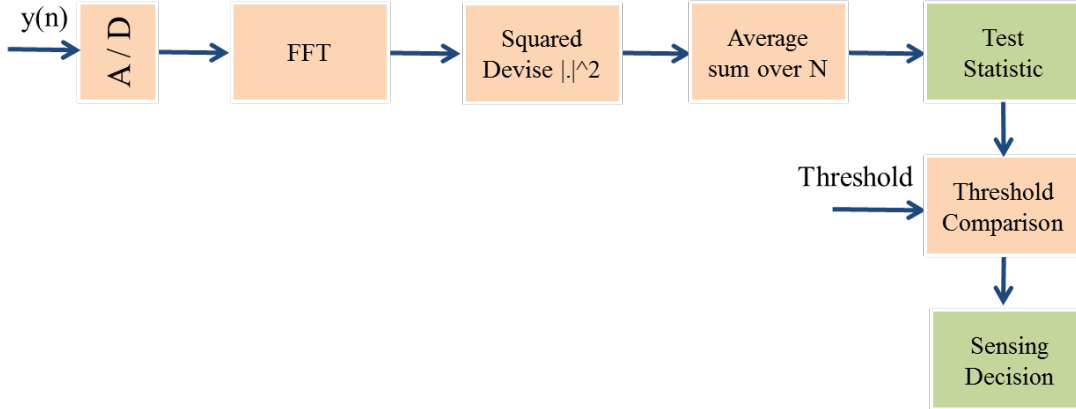 y(n)
A / D
FFT
Squared
Devise |.|^2
Average
sum over N
Test
Statistic
Threshold
Threshold
Comparison
Sensing
Decision